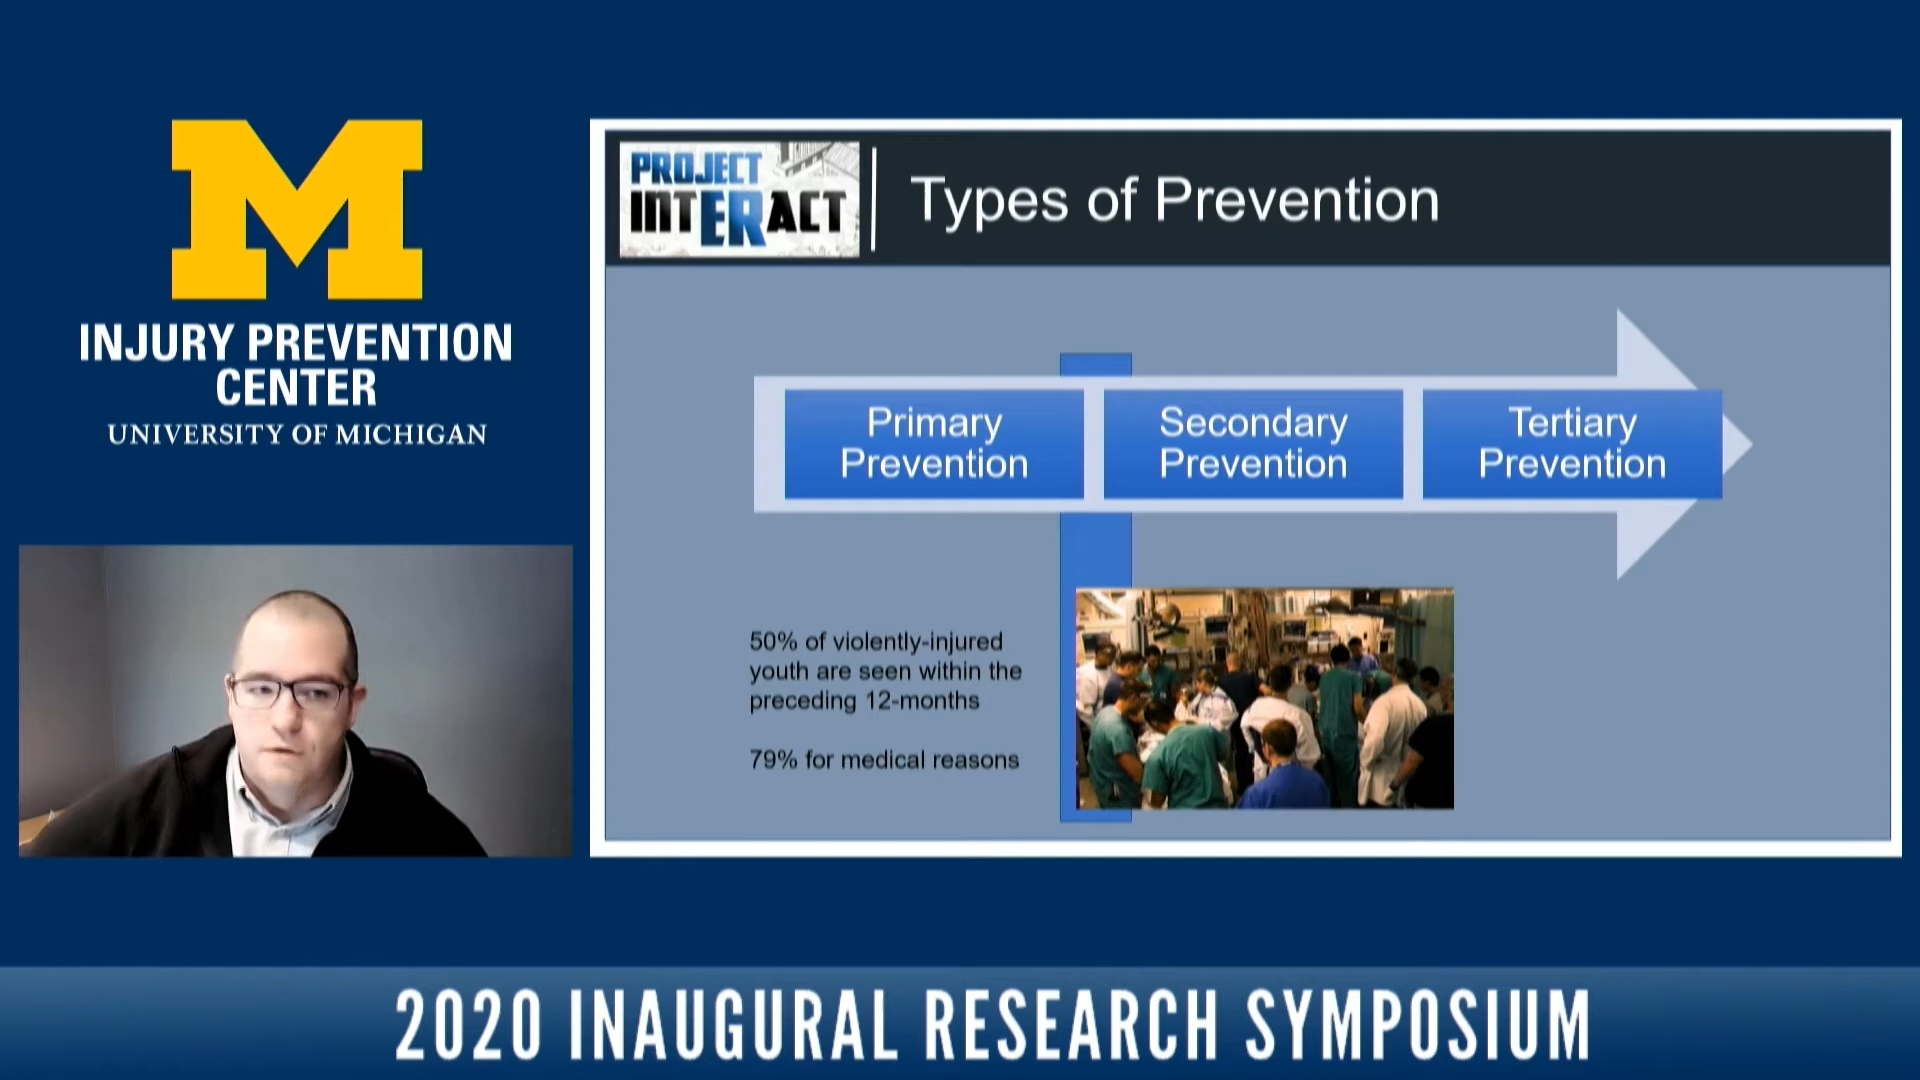 M
INJURY PREVENTION
CENTER
UNIVERSITY OF MICHIGAN
PROJECT
INTERACT
Types of Prevention
Primary
Prevention
Secondary
Prevention
Tertiary
Prevention
50% of violently-injured
youth are seen within the
preceding 12-months
79% for medical reasons
2020 INAUGURAL RESEARCH SYMPOSIUM